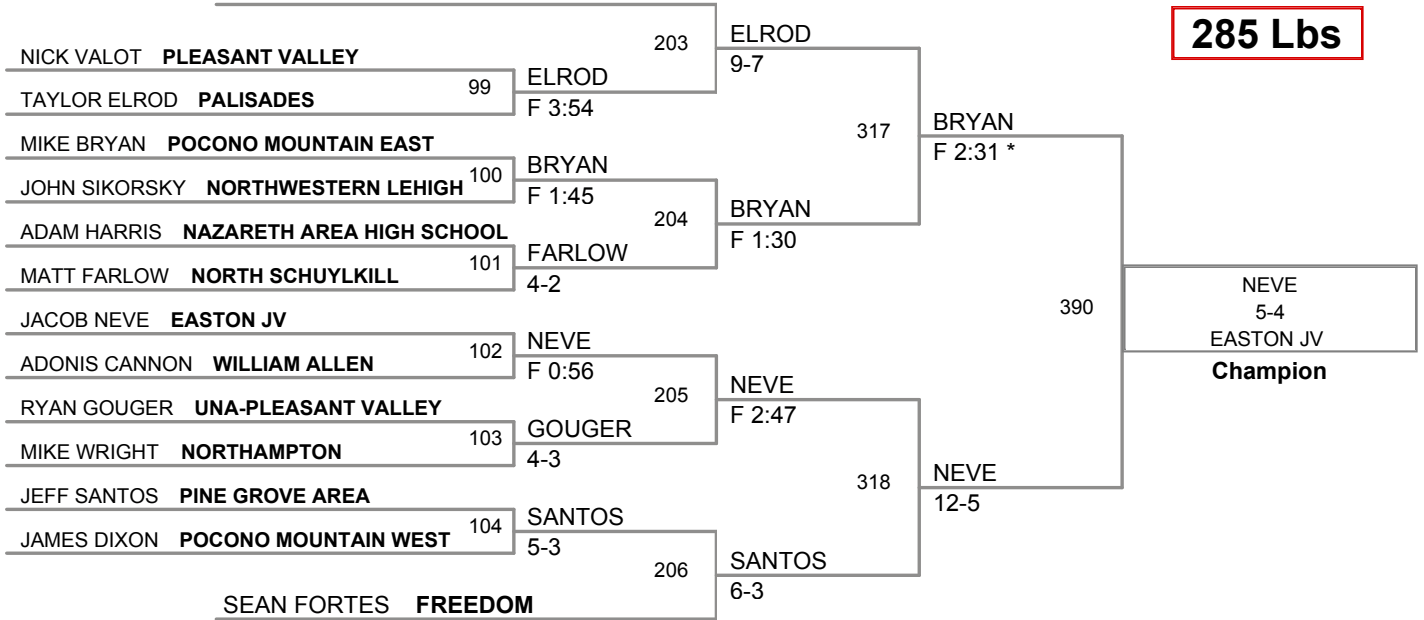 285 Lbs
NICK VALOT PLEASANT VALLEY
TAYLOR ELROD PALISADES
99
ELROD
F 3:54
203
ELROD
9-7
MIKE BRYAN POCONO MOUNTAIN EAST
JOHN SIKORSKY NORTHWESTERN LEHIGH
100
BRYAN
F 1:45
ADAM HARRIS NAZARETH AREA HIGH SCHOOL
MATT FARLOW NORTH SCHUYLKILL
101
FARLOW
4-2
204
BRYAN
F 1:30
317
BRYAN
F 2:31 *
JACOB NEVE EASTON JV
ADONIS CANNON WILLIAM ALLEN
102
NEVE
F 0:56
RYAN GOUGER UNA-PLEASANT VALLEY
MIKE WRIGHT NORTHAMPTON
103
GOUGER
4-3
205
NEVE
F 2:47
JEFF SANTOS PINE GROVE AREA
JAMES DIXON POCONO MOUNTAIN WEST
104
SANTOS
5-3
SEAN FORTES FREEDOM
206
SANTOS
6-3
318
NEVE
12-5
390
NEVE
5-4
EASTON JV
Champion